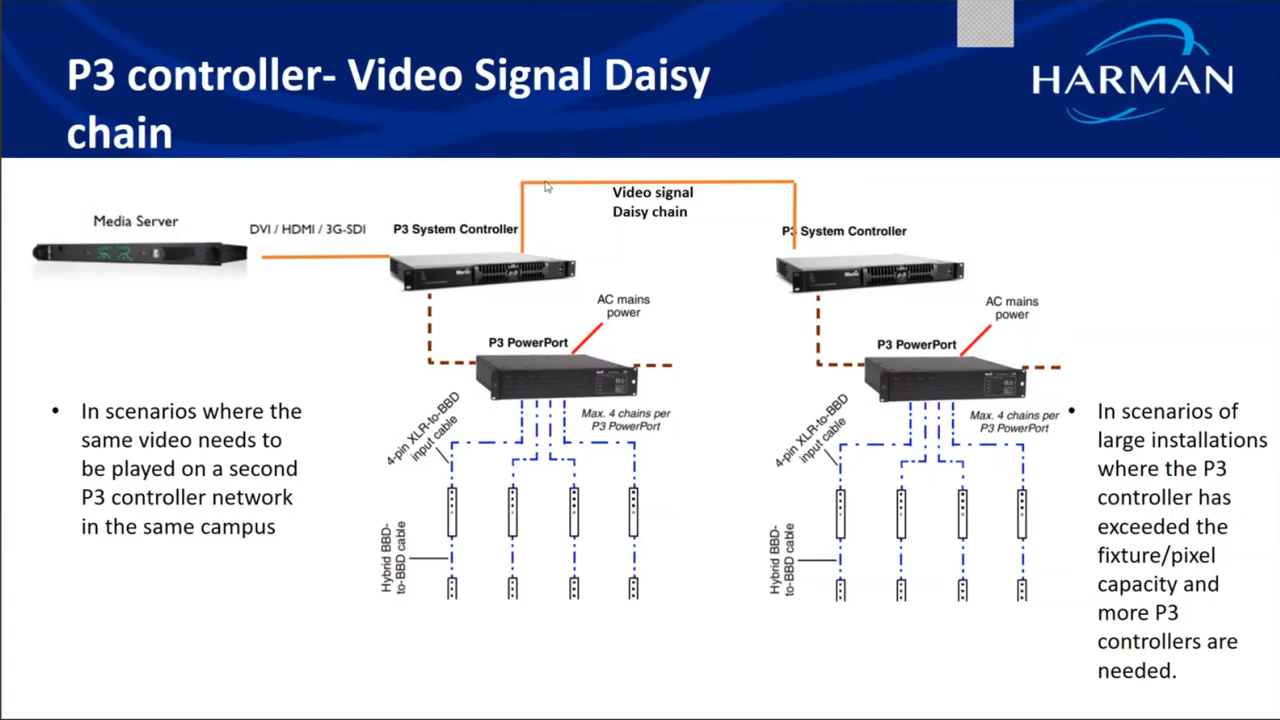 P3 controller- Video Signal Daisy
chain
HARMAN
Video signal
Daisy chain
Media Server
DVI / HDMI / 3G-SDI
P3 System Controller
P3 System Controller
AC mains
power
AC mains
power
P3 PowerPort
P3 PowerPort
4-pin XLR-to-BBD
input cable
Max. 4 chains per
P3 PowerPort
4-pin XLR-to-BBD
input cable
Max. 4 chains per
P3 PowerPort
Hybrid BBD-
to-BBD cable
Hybrid BBD-
to-BBD cable
• In scenarios where the
same video needs to
be played on a second
P3 controller network
in the same campus
• In scenarios of
large installations
where the P3
controller has
exceeded the
fixture/pixel
capacity and
more P3
controllers are
needed.